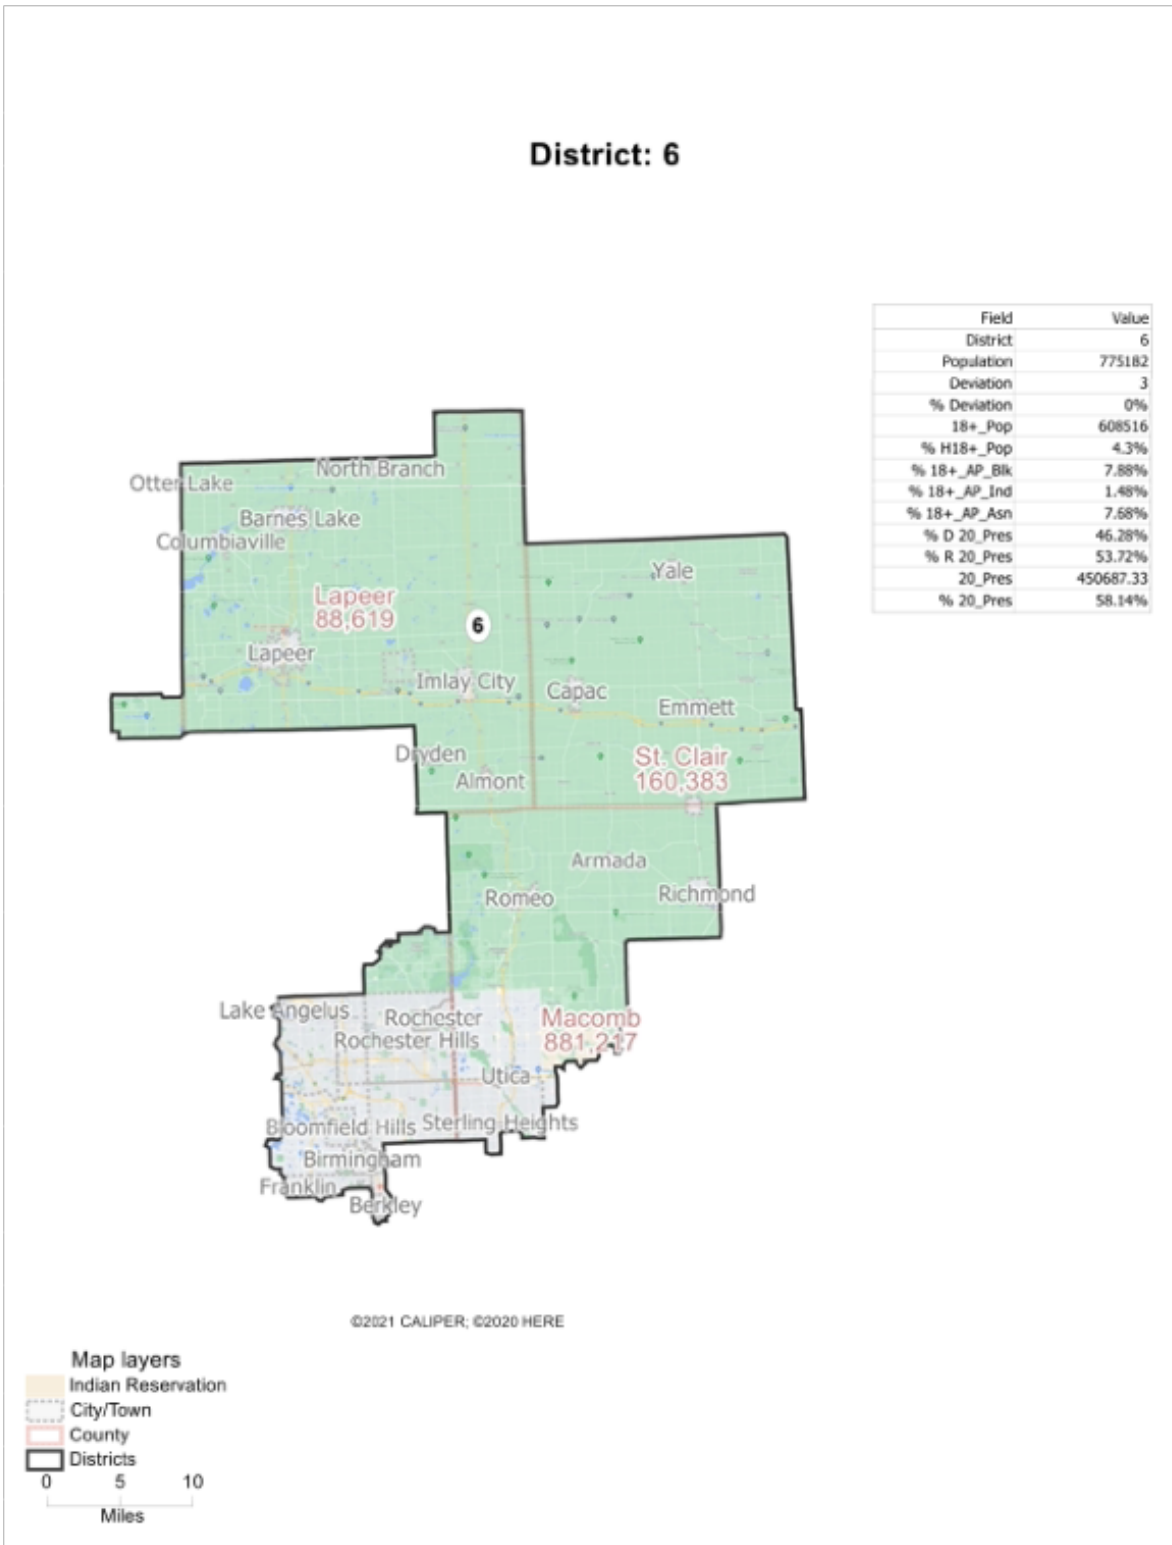 District: 6
Field Value
District 6
Population 775182
Deviation 3
% Deviation 0%
18+_Pop 608516
% H18+_Pop 4.3%
% 18+_AP_Blk 7.88%
% 18+_AP_Ind 1.48%
% 18+_AP_Asn 7.68%
% D 20_Pres 46.28%
% R 20_Pres 53.72%
20_Pres 450687.33
% 20_Pres 58.14%
North Branch
Otter Lake
Barnes Lake
Columbiaville
Yale
Lapeer
88,619
6
Lapeer
Imlay City
Capac
Emmett
Dryden
St. Clair
160,383
Almont
Armada
Romeo
Richmond
Lake Angelus
Rochester
Macomb
881,217
Rochester Hills
Utica
Bloomfield Hills
Sterling Heights
Birmingham
Franklin
Berkley
©2021 CALIPER; ©2020 HERE
Map layers
Indian Reservation
City/Town
County
Districts
0 5 10
Miles